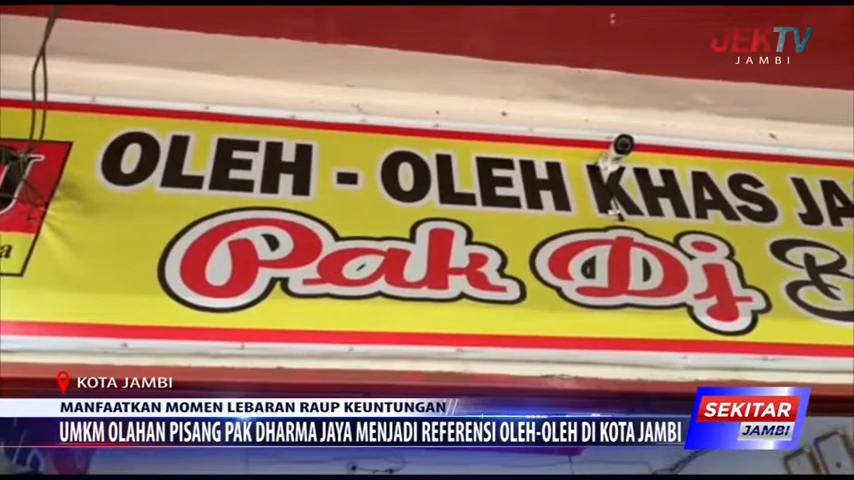 JEKTV
JAMBI
OLEH - OLEH KHAS JA
Pak Dj
KOTA JAMBI
MANFAATKAN MOMEN LEBARAN RAUP KEUNTUNGAN //
UMKM OLAHAN PISANG PAK DHARMA JAYA MENJADI REFERENSI OLEH-OLEH DI KOTA JAMBI
SEKITAR
JAMBI